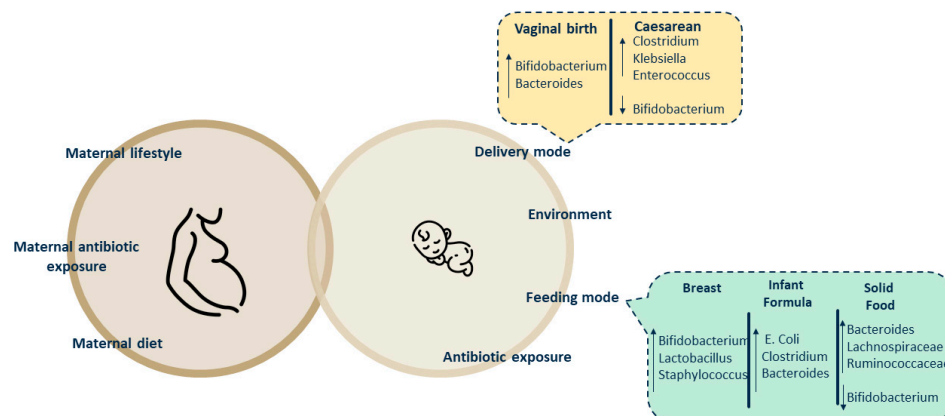 Vaginal birth
Bifidobacterium
Bacteroides
Caesarean
Clostridium
Klebsiella
Enterococcus
Bifidobacterium
Maternal lifestyle
Maternal antibiotic
exposure
Maternal diet
Delivery mode
Environment
Feeding mode
Antibiotic exposure
Breast
Bifidobacterium
Lactobacillus
Staphylococcus
Infant
Formula
E. Coli
Clostridium
Bacteroides
Solid
Food
Bacteroides
Lachnospiraceae
Ruminococcaceae
Bifidobacterium